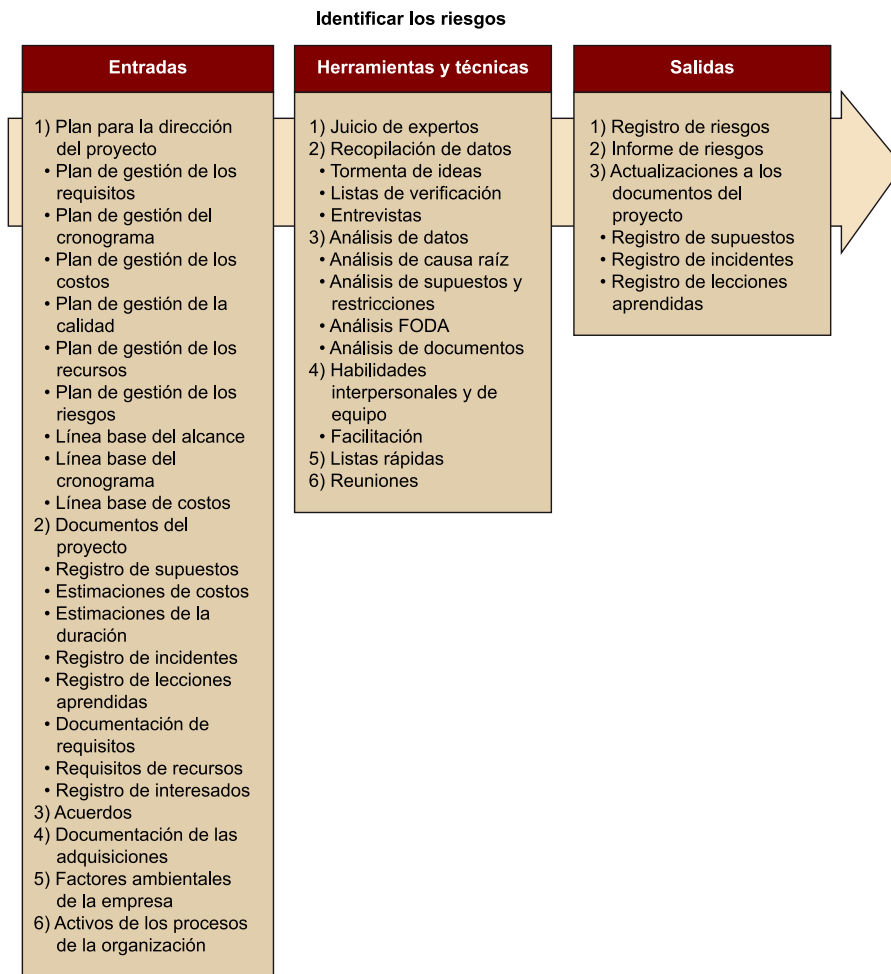 Identificar los riesgos
Entradas
1) Plan para la dirección
del proyecto
• Plan de gestión de los
requisitos
• Plan de gestión del
cronograma
• Plan de gestión de los
costos
• Plan de gestión de la
calidad
• Plan de gestión de los
recursos
• Plan de gestión de los
riesgos
• Línea base del alcance
• Línea base del
cronograma
• Línea base de costos
2) Documentos del
proyecto
• Registro de supuestos
• Estimaciones de costos
• Estimaciones de la
duración
• Registro de incidentes
• Registro de lecciones
aprendidas
• Documentación de
requisitos
• Requisitos de recursos
• Registro de interesados
3) Acuerdos
4) Documentación de las
adquisiciones
5) Factores ambientales
de la empresa
6) Activos de los procesos
de la organización
Herramientas y técnicas
1) Juicio de expertos
2) Recopilación de datos
• Tormenta de ideas
• Listas de verificación
• Entrevistas
3) Análisis de datos
• Análisis de causa raíz
• Análisis de supuestos y
restricciones
• Análisis FODA
• Análisis de documentos
4) Habilidades
interpersonales y de
equipo
• Facilitación
5) Listas rápidas
6) Reuniones
Salidas
1) Registro de riesgos
2) Informe de riesgos
3) Actualizaciones a los
documentos del
proyecto
• Registro de supuestos
• Registro de incidentes
• Registro de lecciones
aprendidas